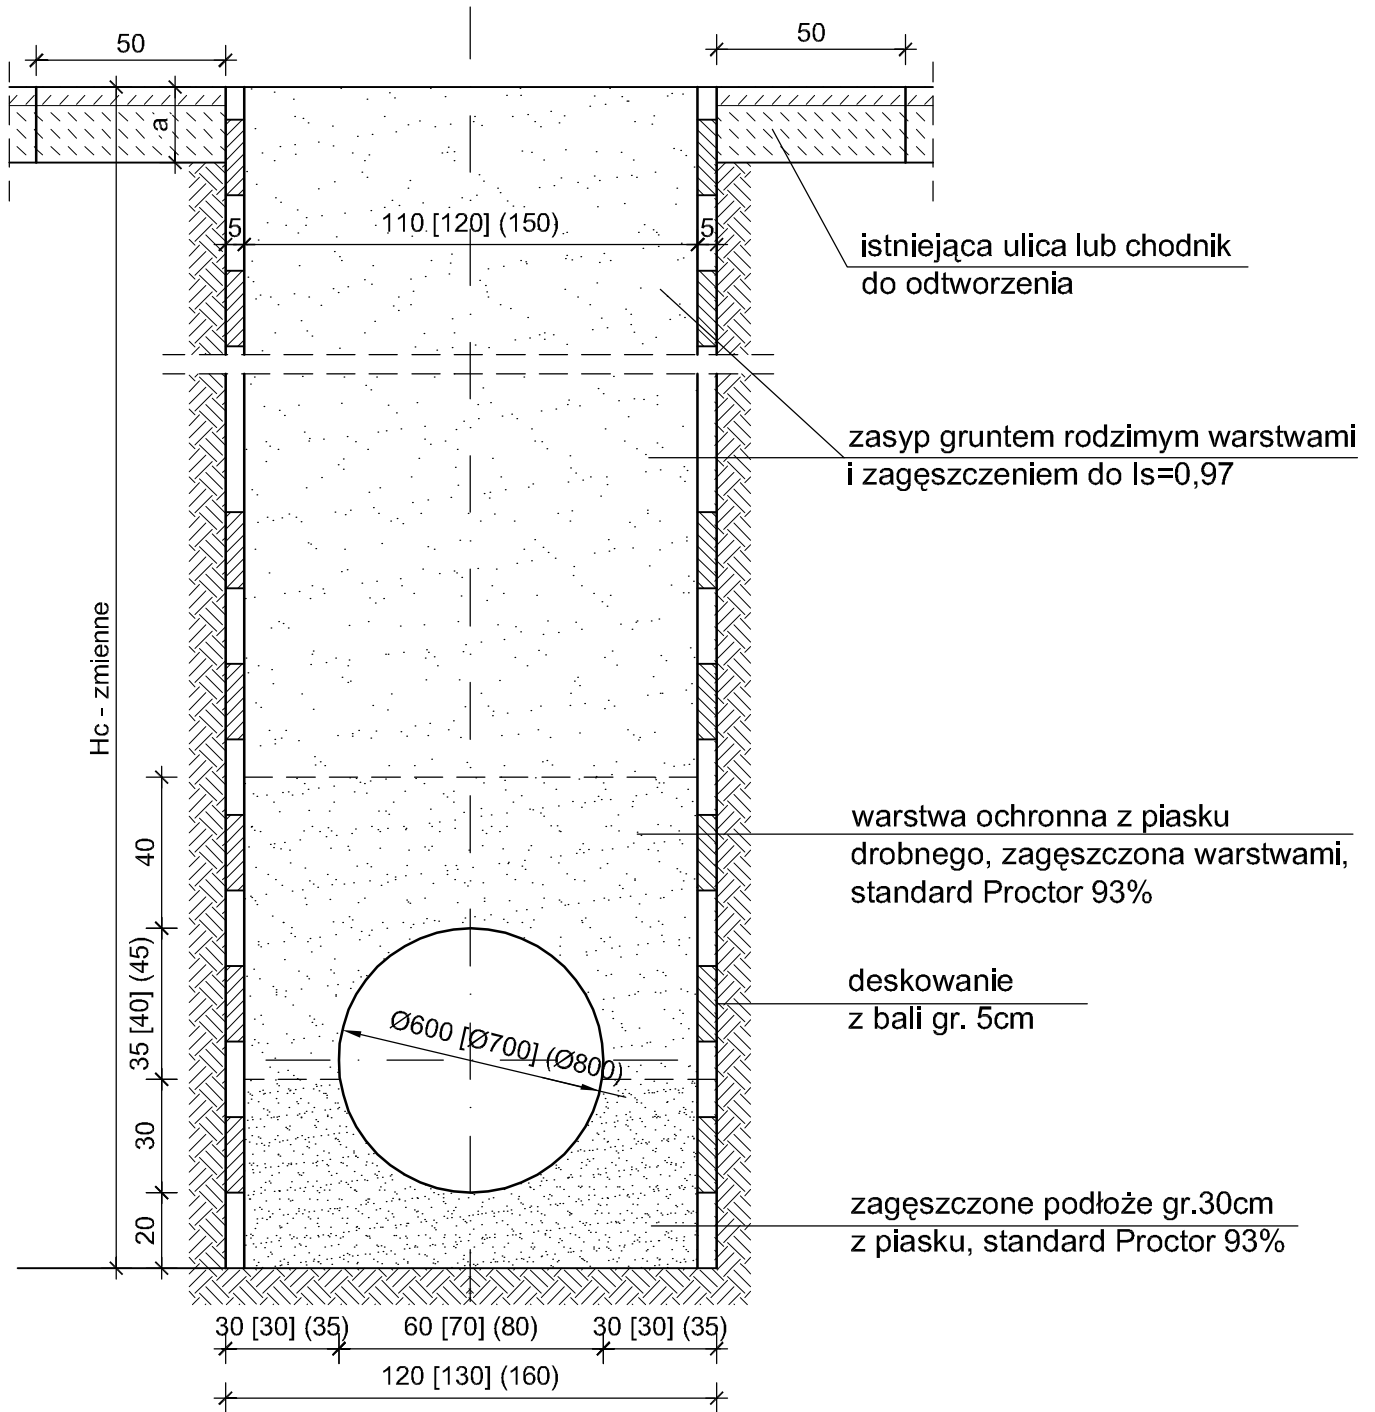 50
50
a
5
110 [120] (150)
5
istniejąca ulica lub chodnik
do odtworzenia
zasyp gruntem rodzimym warstwami
i zagęszczeniem do Is=0,97
Hc - zmienne
40
warstwa ochronna z piasku
drobnego, zagęszczona warstwami,
standard Proctor 93%
35 [40] (45)
deskowanie
z bali gr. 5cm
Ø600 [Ø700] (Ø800)
30
20
zagęszczone podłoże gr.30cm
z piasku, standard Proctor 93%
30 [30] (35)
60 [70] (80)
30 [30] (35)
120 [130] (160)